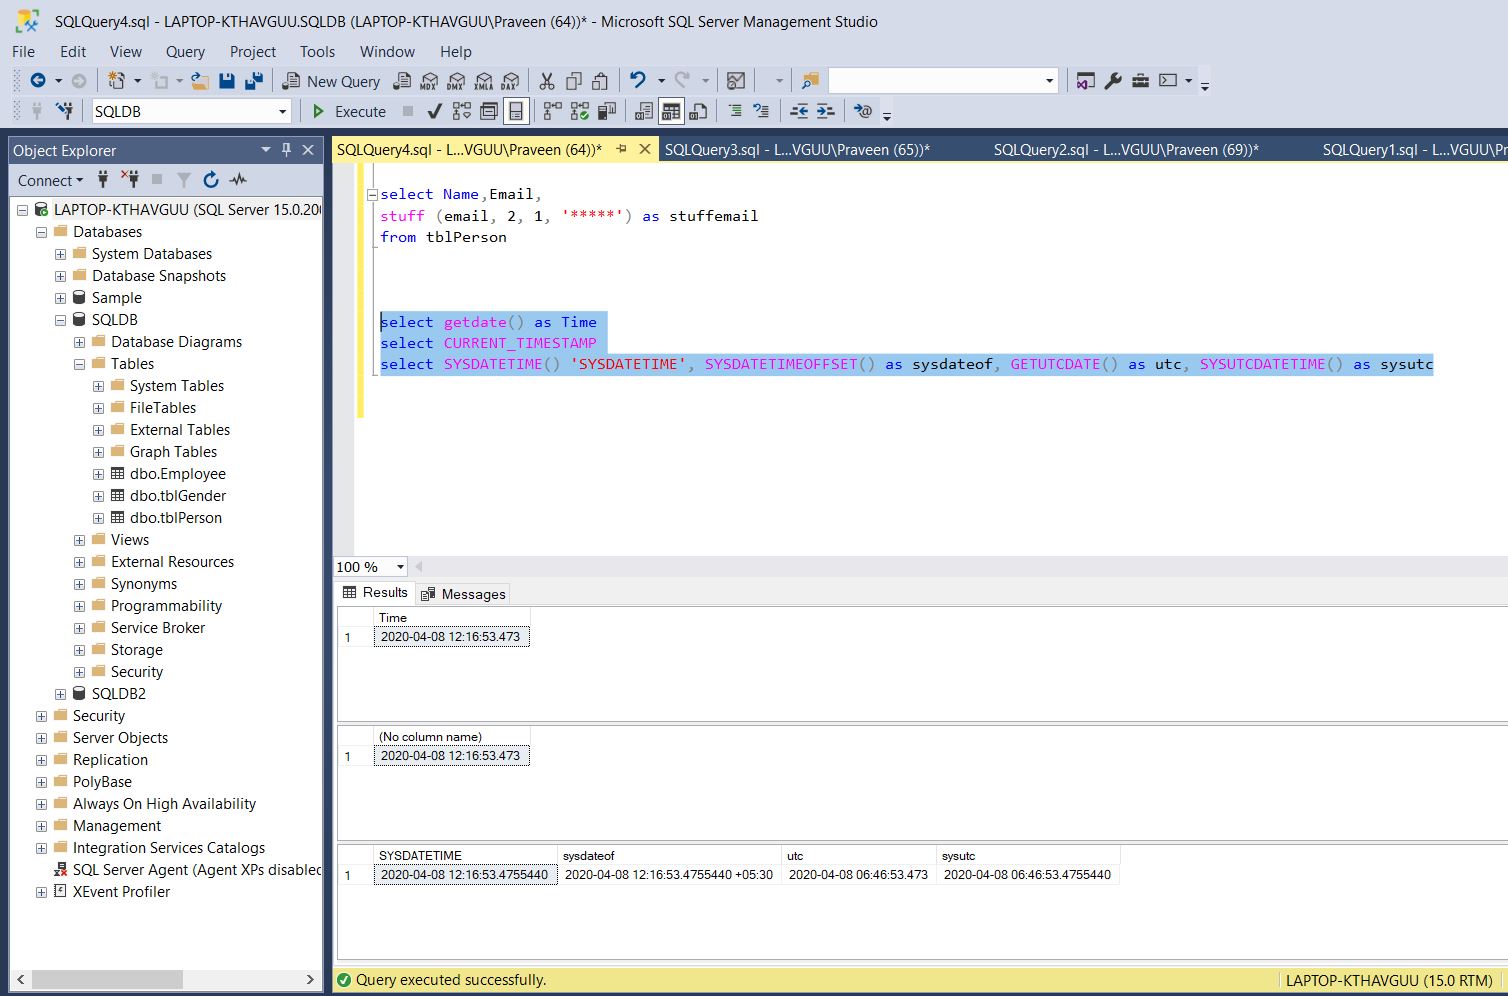 SQLQuery4.sql - LAPTOP-KTHAVGUU.SQLDB (LAPTOP-KTHAVGUU\Praveen (64))* - Microsoft SQL Server Management Studio
File Edit View Query Project Tools Window Help
New Query MDX DMX XMLA DAX
SQLDB Execute
Object Explorer
Connect
LAPTOP-KTHAVGUU (SQL Server 15.0.200
Databases
System Databases
Database Snapshots
Sample
SQLDB
Database Diagrams
Tables
System Tables
FileTables
External Tables
Graph Tables
dbo.Employee
dbo.tblGender
dbo.tblPerson
Views
External Resources
Synonyms
Programmability
Service Broker
Storage
Security
SQLDB2
Security
Server Objects
Replication
PolyBase
Always On High Availability
Management
Integration Services Catalogs
SQL Server Agent (Agent XPs disabled
XEvent Profiler
SQLQuery4.sql - L...VGUU\Praveen (64))* SQLQuery3.sql - L...VGUU\Praveen (65))* SQLQuery2.sql - L...VGUU\Praveen (69))* SQLQuery1.sql - L...VGUU\Pr
select Name,Email,
stuff (email, 2, 1, '*****') as stuffemail
from tblPerson
select getdate() as Time
select CURRENT_TIMESTAMP
select SYSDATETIME() 'SYSDATETIME', SYSDATETIMEOFFSET() as sysdateof, GETUTCDATE() as utc, SYSUTCDATETIME() as sysutc
100 %
Results Messages
Time
1 2020-04-08 12:16:53.473
(No column name)
1 2020-04-08 12:16:53.473
SYSDATETIME sysdateof utc sysutc
1 2020-04-08 12:16:53.4755440 2020-04-08 12:16:53.4755440 +05:30 2020-04-08 06:46:53.473 2020-04-08 06:46:53.4755440
Query executed successfully. LAPTOP-KTHAVGUU (15.0 RTM)